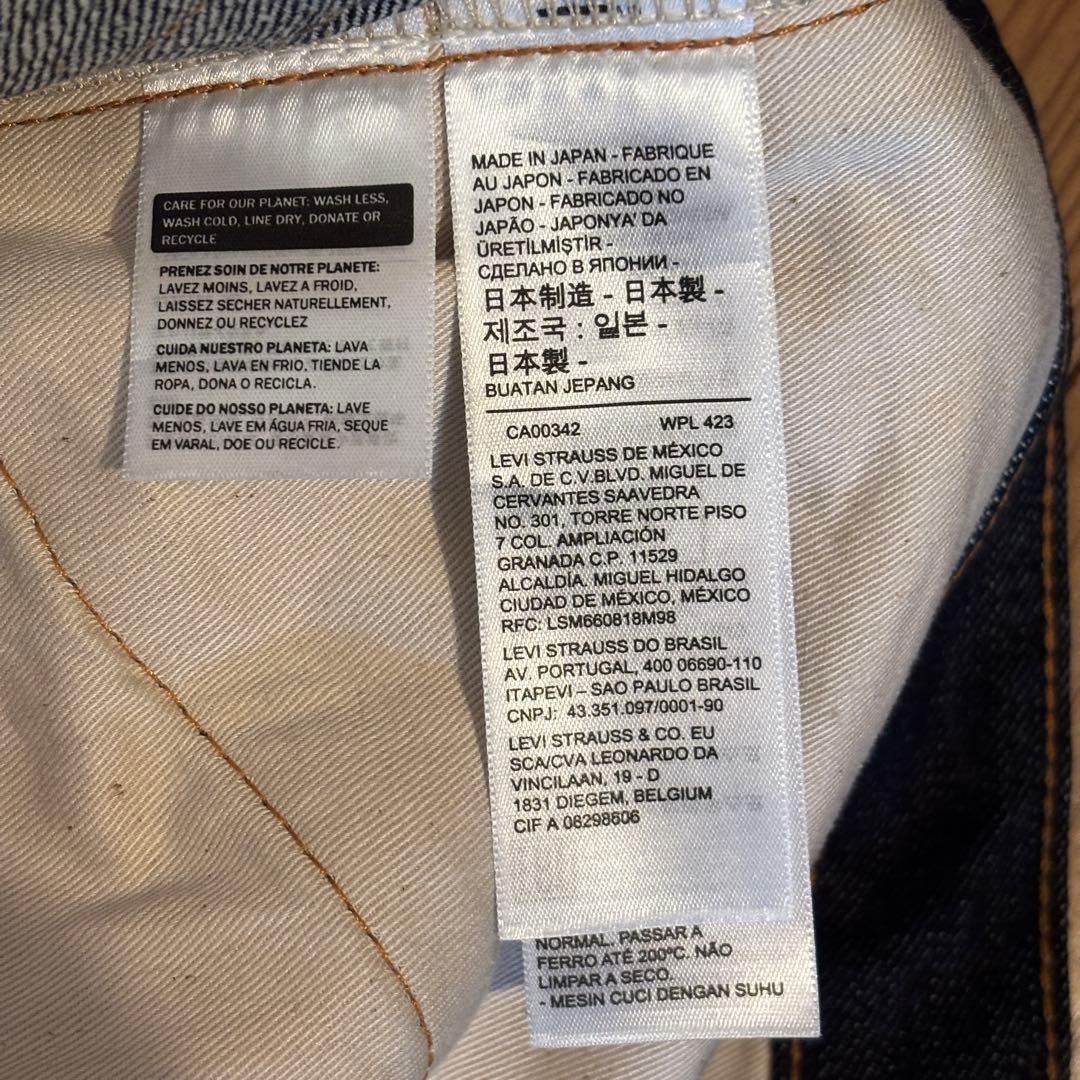 CARE FOR OUR PLANET: WASH LESS,
WASH COLD, LINE DRY, DONATE OR
RECYCLE
PRENEZ SOIN DE NOTRE PLANETE:
LAVEZ MOINS, LAVEZ A FROID,
LAISSEZ SECHER NATURELLEMENT,
DONNEZ OU RECYCLEZ
CUIDA NUESTRO PLANETA: LAVA
MENOS, LAVA EN FRIO, TIENDE LA
ROPA, DONA O RECICLA.
CUIDE DO NOSSO PLANETA: LAVE
MENOS, LAVE EM ÁGUA FRIA, SEQUE
EM VARAL, DOE OU RECICLE.
MADE IN JAPAN - FABRIQUE
AU JAPON - FABRICADO EN
JAPON - FABRICADO NO
JAPÃO - JAPONYA' DA
ÜRETİLMİŞTİR -
СДЕЛАНО В ЯПОНИИ -
日本制造 - 日本製 -
제조국 : 일본 -
日本製 -
BUATAN JEPANG
CA00342 WPL 423
LEVI STRAUSS DE MÉXICO
S.A. DE C.V.BLVD. MIGUEL DE
CERVANTES SAAVEDRA
NO. 301, TORRE NORTE PISO
7 COL. AMPLIACIÓN
GRANADA C.P. 11529
ALCALDÍA. MIGUEL HIDALGO
CIUDAD DE MÉXICO, MÉXICO
RFC: LSM660818M98
LEVI STRAUSS DO BRASIL
AV. PORTUGAL, 400 06690-110
ITAPEVI – SAO PAULO BRASIL
CNPJ: 43.351.097/0001-90
LEVI STRAUSS & CO. EU
SCA/CVA LEONARDO DA
VINCILAAN, 19 - D
1831 DIEGEM, BELGIUM
CIF A 08298606
NORMAL. PASSAR A
FERRO ATÉ 200ºC. NÃO
LIMPAR A SECO.
- MESIN CUCI DENGAN SUHU